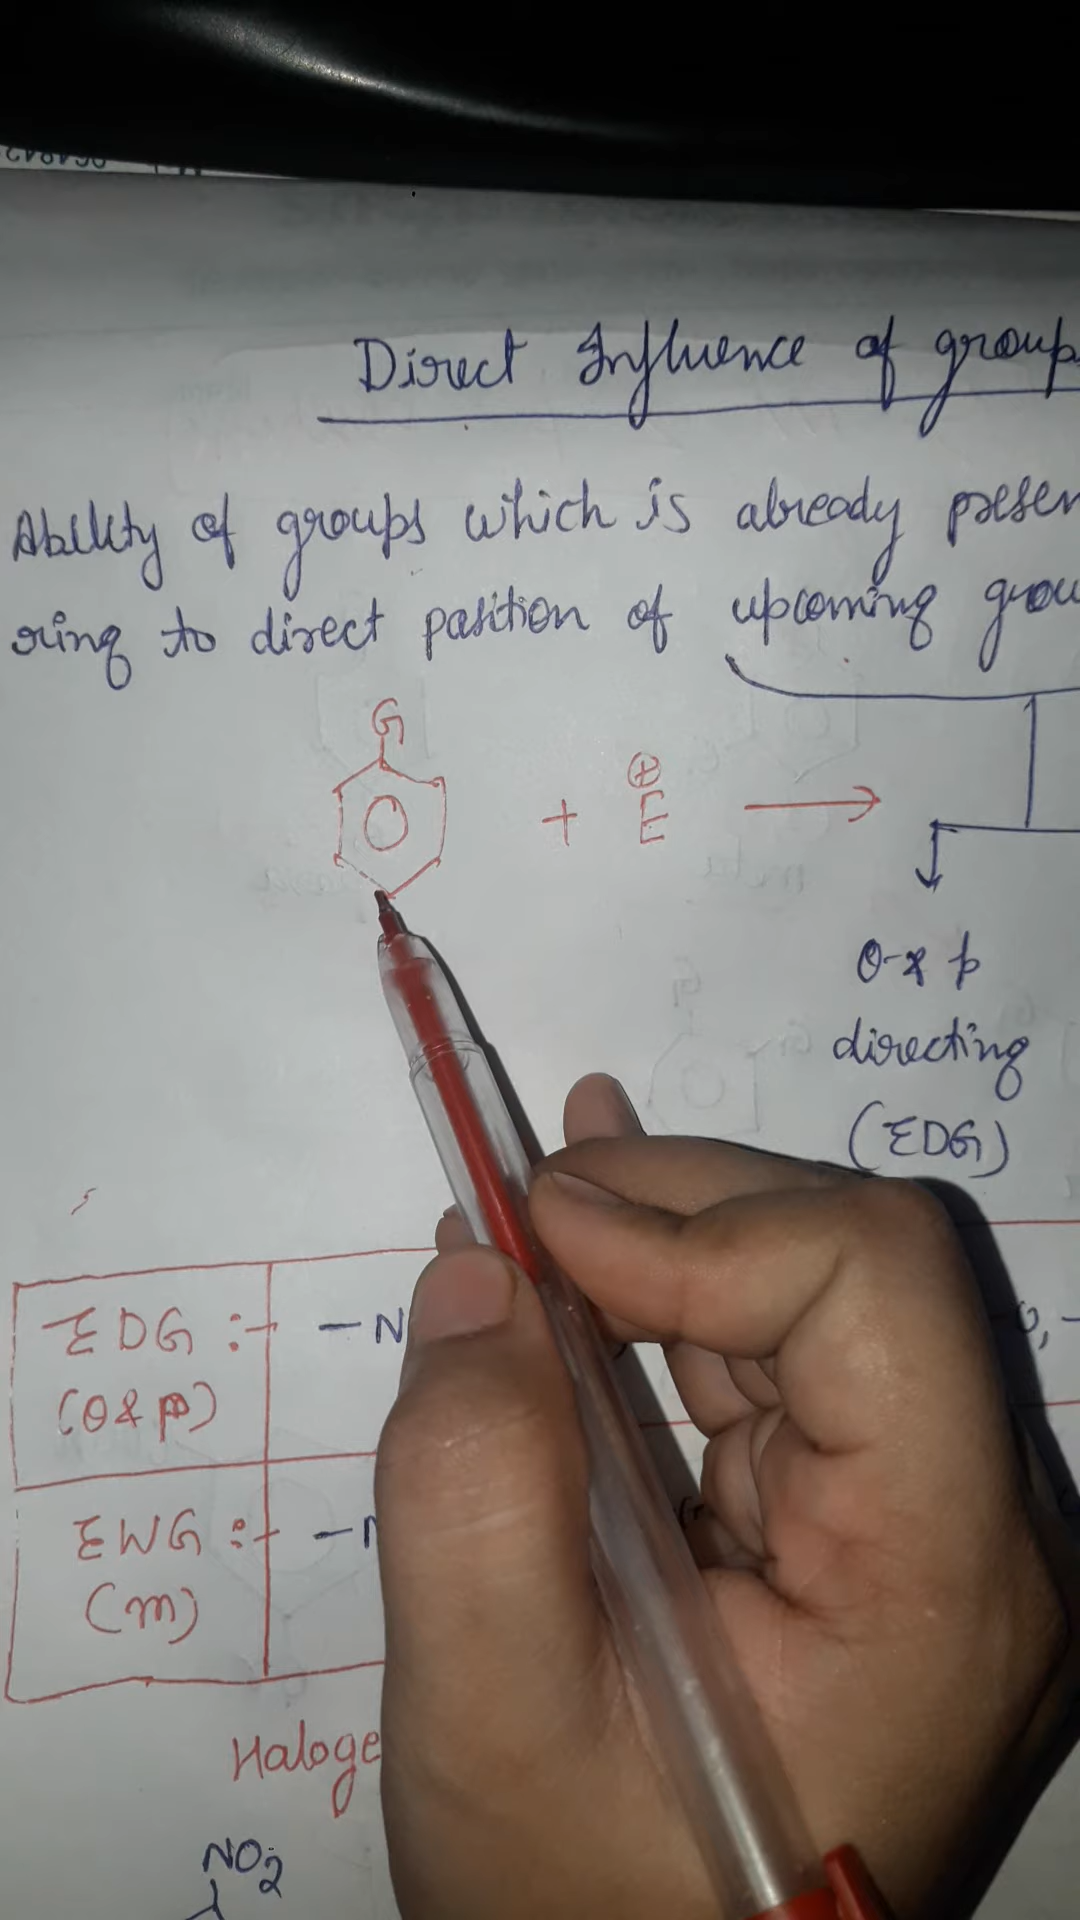 Direct Influence of group
Ability of groups which is already presen
ring to direct position of upcoming grou
G
+ E⊕ →
O & p
directing
(EDG)
EDG :- -N
(O & p)
EWG :- -N
(m)
Haloge
NO2